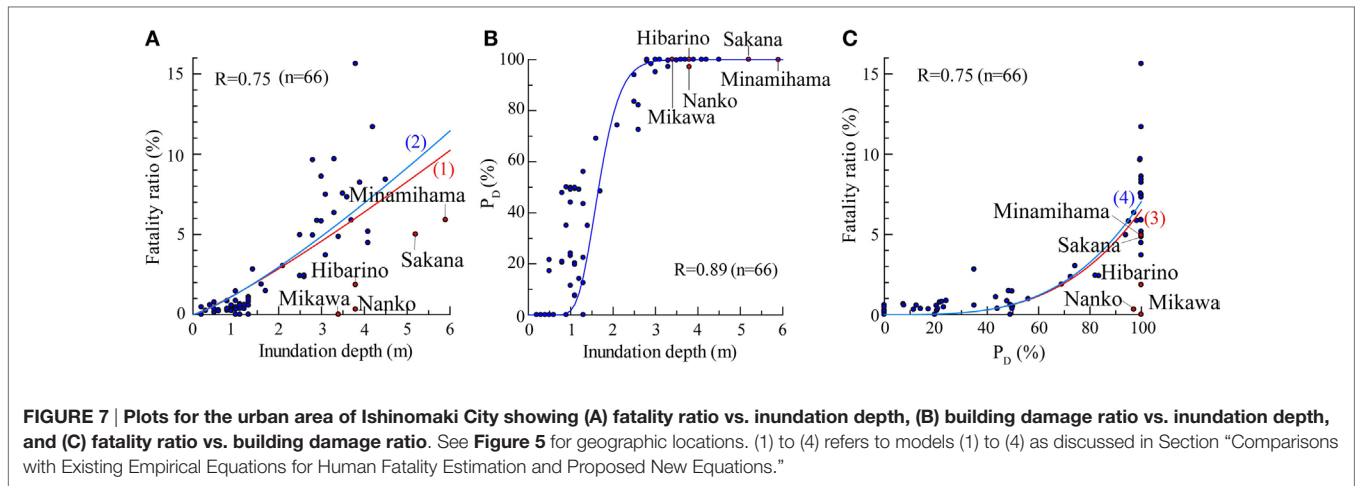 A
R=0.75 (n=66)
Fatality ratio (%)
15
10
5
0
(2)
(1)
Minamihama
Hibarino
Sakana
Mikawa
Nanko
0 1 2 3 4 5 6
Inundation depth (m)
B
Hibarino
Sakana
Minamihama
Nanko
Mikawa
P_D (%)
100
80
60
40
20
0
R=0.89 (n=66)
0 1 2 3 4 5 6
Inundation depth (m)
C
R=0.75 (n=66)
Fatality ratio (%)
15
10
5
0
(4)
(3)
Minamihama
Sakana
Hibarino
Nanko
Mikawa
0 20 40 60 80 100
P_D (%)
FIGURE 7 | Plots for the urban area of Ishinomaki City showing (A) fatality ratio vs. inundation depth, (B) building damage ratio vs. inundation depth,
and (C) fatality ratio vs. building damage ratio. See Figure 5 for geographic locations. (1) to (4) refers to models (1) to (4) as discussed in Section “Comparisons
with Existing Empirical Equations for Human Fatality Estimation and Proposed New Equations.”